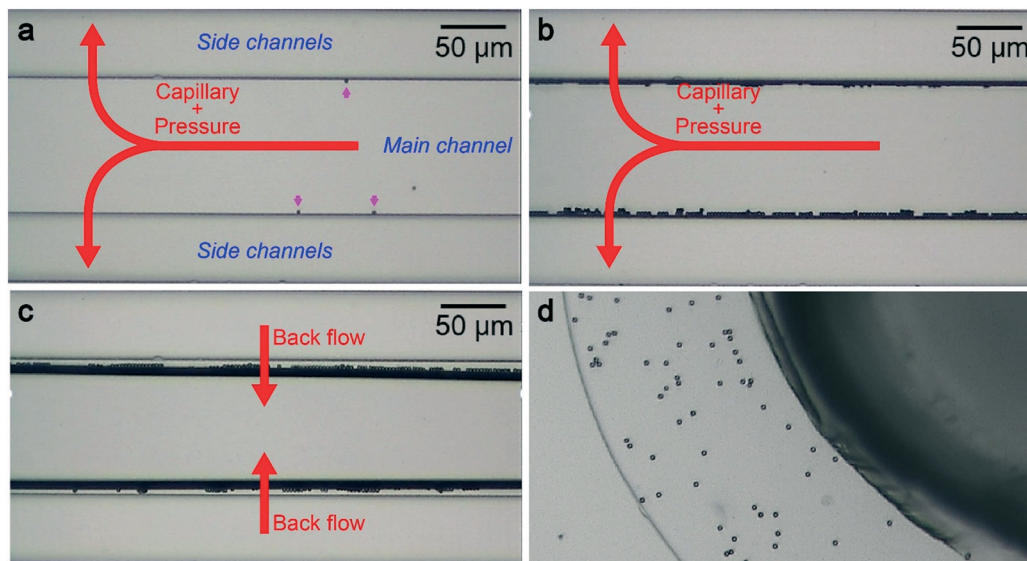 a
Side channels
50 µm
Capillary
+
Pressure
Main channel
Side channels
b
50 µm
Capillary
+
Pressure
c
50 µm
Back flow
Back flow
d